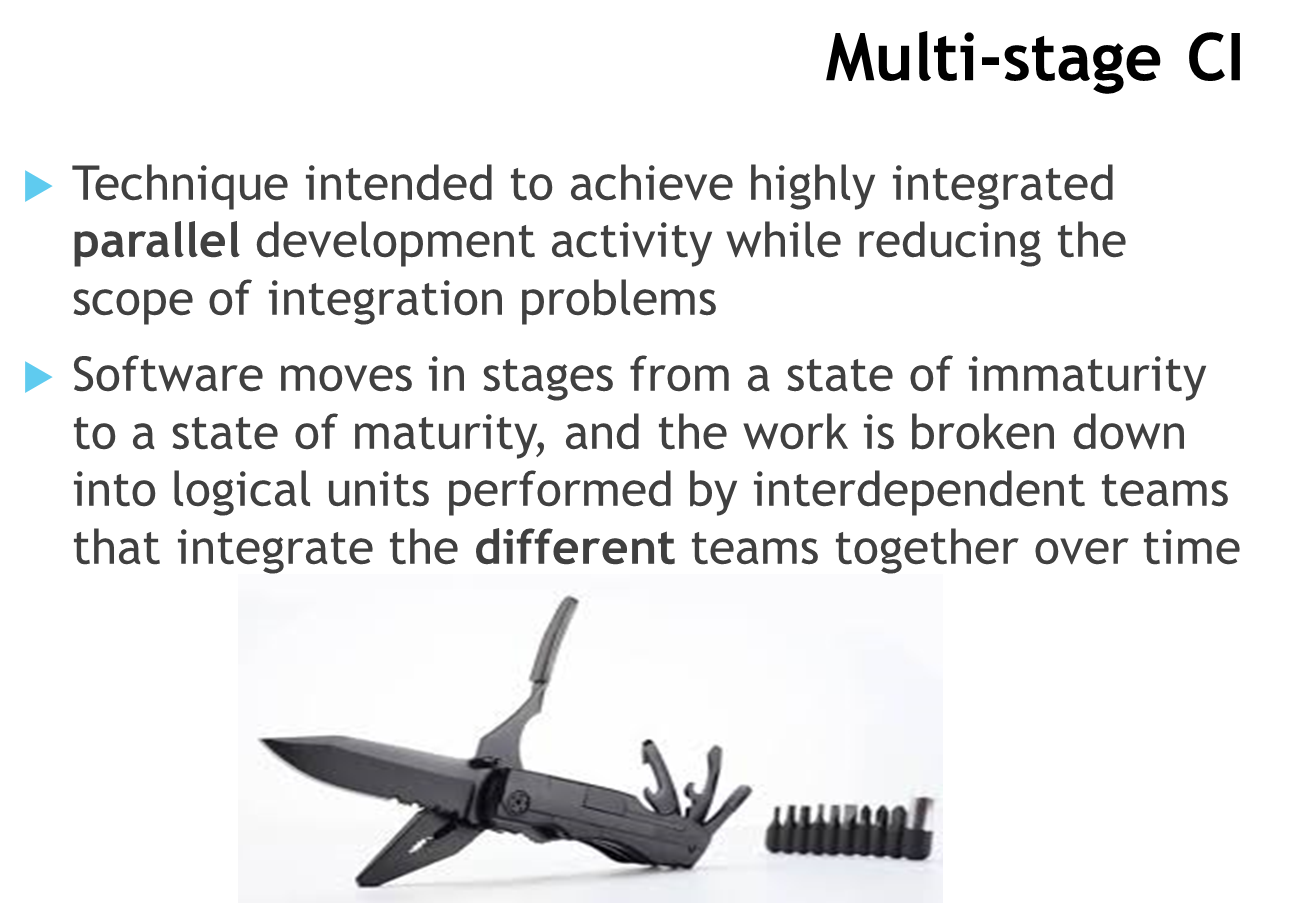 Multi-stage CI
Technique intended to achieve highly integrated
parallel development activity while reducing the
scope of integration problems
Software moves in stages from a state of immaturity
to a state of maturity, and the work is broken down
into logical units performed by interdependent teams
that integrate the different teams together over time